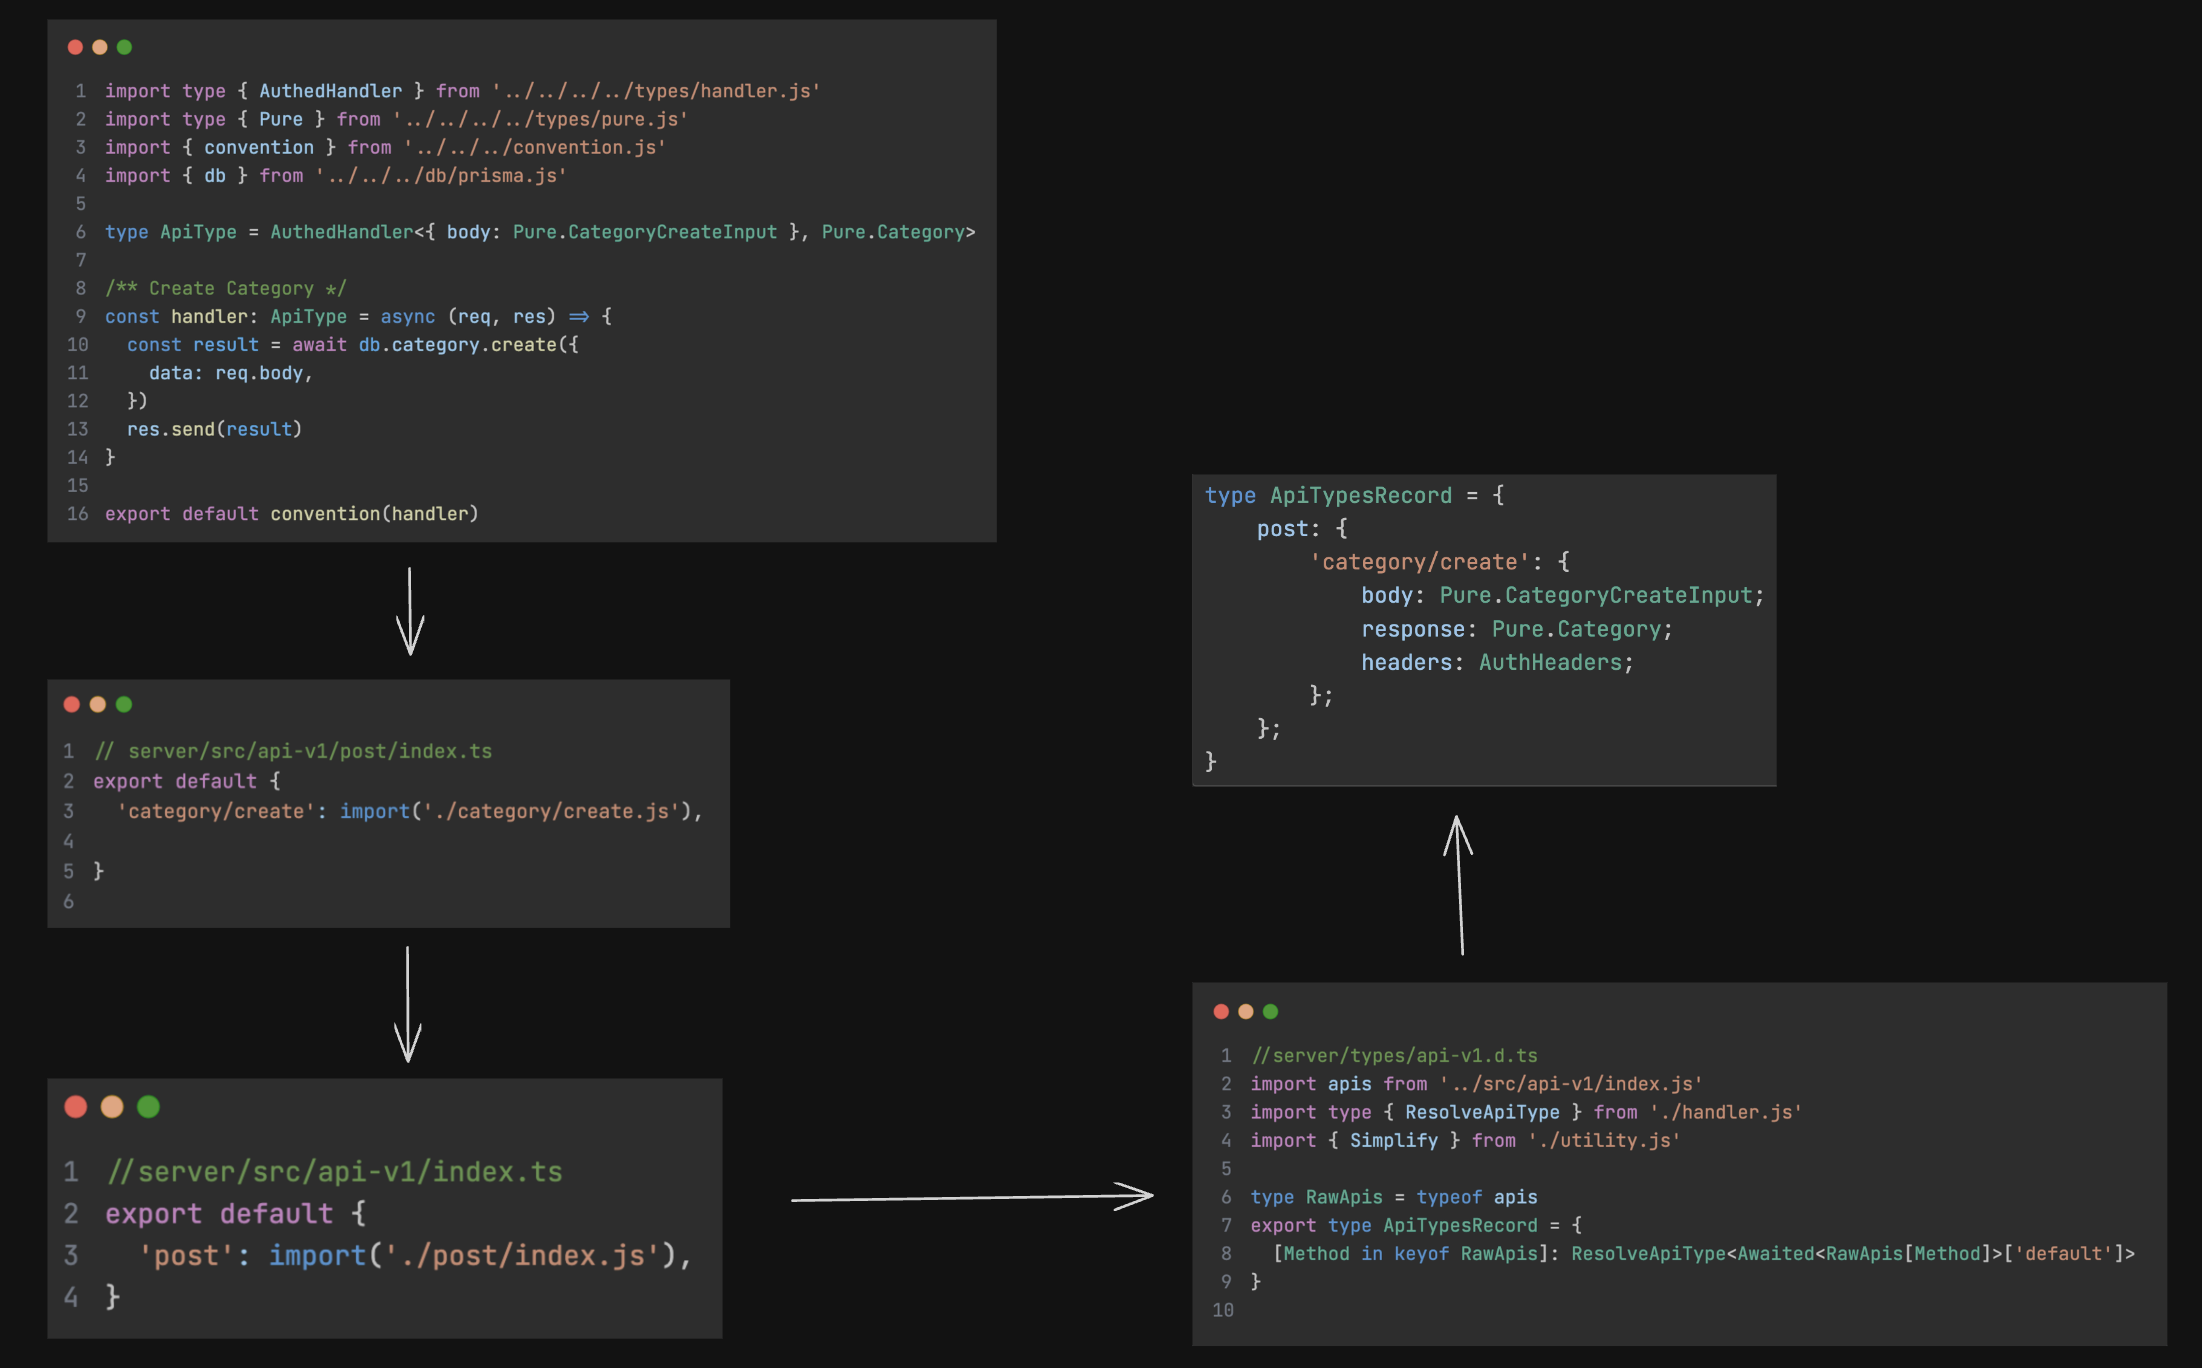 1 import type { AuthedHandler } from '../../../../types/handler.js'
2 import type { Pure } from '../../../../types/pure.js'
3 import { convention } from '../../../convention.js'
4 import { db } from '../../../db/prisma.js'
5
6 type ApiType = AuthedHandler<{ body: Pure.CategoryCreateInput }, Pure.Category>
7
8 /** Create Category */
9 const handler: ApiType = async (req, res) => {
10   const result = await db.category.create({
11     data: req.body,
12   })
13   res.send(result)
14 }
15
16 export default convention(handler)
1 // server/src/api-v1/post/index.ts
2 export default {
3   'category/create': import('./category/create.js'),
4
5 }
6
1 //server/src/api-v1/index.ts
2 export default {
3   'post': import('./post/index.js'),
4 }
1 //server/types/api-v1.d.ts
2 import apis from '../src/api-v1/index.js'
3 import type { ResolveApiType } from './handler.js'
4 import { Simplify } from './utility.js'
5
6 type RawApis = typeof apis
7 export type ApiTypesRecord = {
8   [Method in keyof RawApis]: ResolveApiType<Awaited<RawApis[Method]>['default']>
9 }
10
type ApiTypesRecord = {
    post: {
        'category/create': {
            body: Pure.CategoryCreateInput;
            response: Pure.Category;
            headers: AuthHeaders;
        };
    };
}